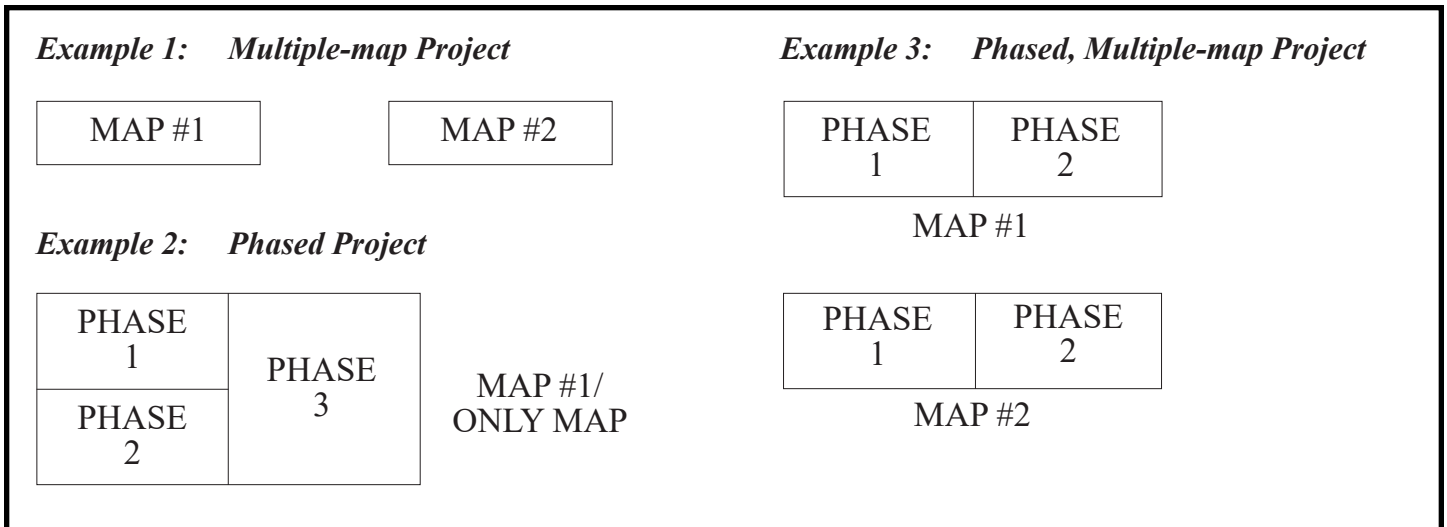 Example 1: Multiple-map Project
MAP #1
MAP #2
Example 2: Phased Project
PHASE
1
PHASE
2
PHASE
3
MAP #1/
ONLY MAP
Example 3: Phased, Multiple-map Project
PHASE
1
PHASE
2
MAP #1
PHASE
1
PHASE
2
MAP #2